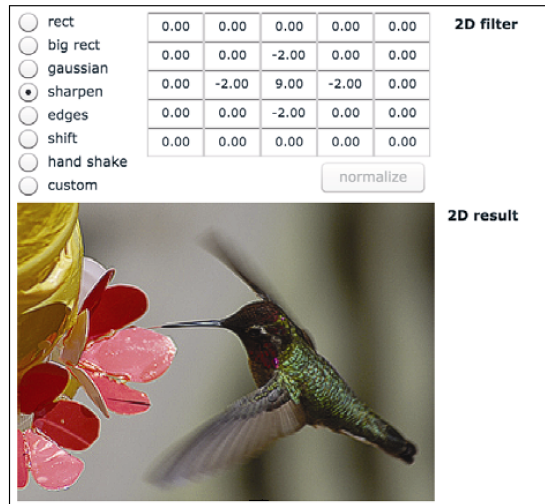 rect
big rect
gaussian
sharpen
edges
shift
hand shake
custom
0.00 0.00 0.00 0.00 0.00
0.00 0.00 -2.00 0.00 0.00
0.00 -2.00 9.00 -2.00 0.00
0.00 0.00 -2.00 0.00 0.00
0.00 0.00 0.00 0.00 0.00
normalize
2D filter
2D result